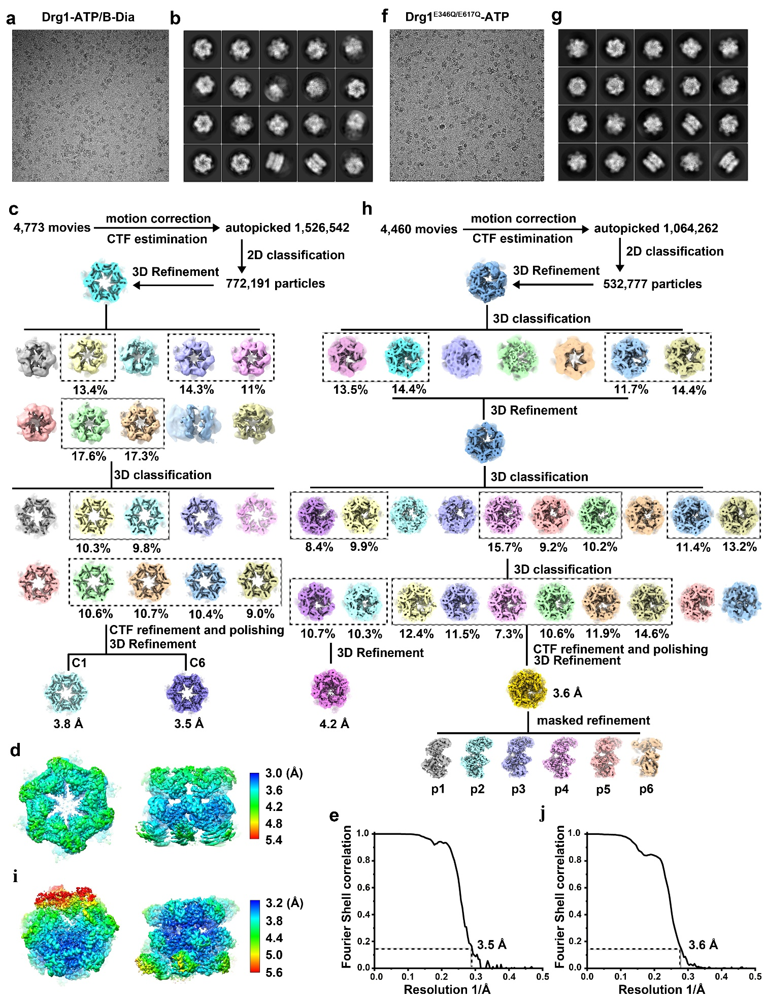 a Drg1-ATP/B-Dia b
f Drg1E346Q/E617Q-ATP g
c
4,773 movies
motion correction
CTF estimination
autopicked 1,526,542
2D classification
772,191 particles
3D Refinement
13.4% 14.3% 11%
17.6% 17.3%
3D classification
10.3% 9.8%
10.6% 10.7% 10.4% 9.0%
CTF refinement and polishing
3D Refinement
C1 C6
3.8 Å 3.5 Å
h
4,460 movies
motion correction
CTF estimination
autopicked 1,064,262
2D classification
532,777 particles
3D Refinement
3D classification
13.5% 14.4% 11.7% 14.4%
3D Refinement
3D classification
8.4% 9.9% 15.7% 9.2% 10.2% 11.4% 13.2%
3D classification
10.7% 10.3% 12.4% 11.5% 7.3% 10.6% 11.9% 14.6%
3D Refinement
4.2 Å
CTF refinement and polishing
3D Refinement
3.6 Å
masked refinement
p1 p2 p3 p4 p5 p6
d
3.0 (Å)
3.6
4.2
4.8
5.4
i
3.2 (Å)
3.8
4.4
5.0
5.6
e
Fourier Shell correlation
1.0
0.8
0.6
0.4
0.2
0.0
3.5 Å
0.0 0.1 0.2 0.3 0.4 0.5
Resolution 1/Å
j
Fourier Shell correlation
1.0
0.8
0.6
0.4
0.2
0.0
3.6 Å
0.0 0.1 0.2 0.3 0.4 0.5
Resolution 1/Å